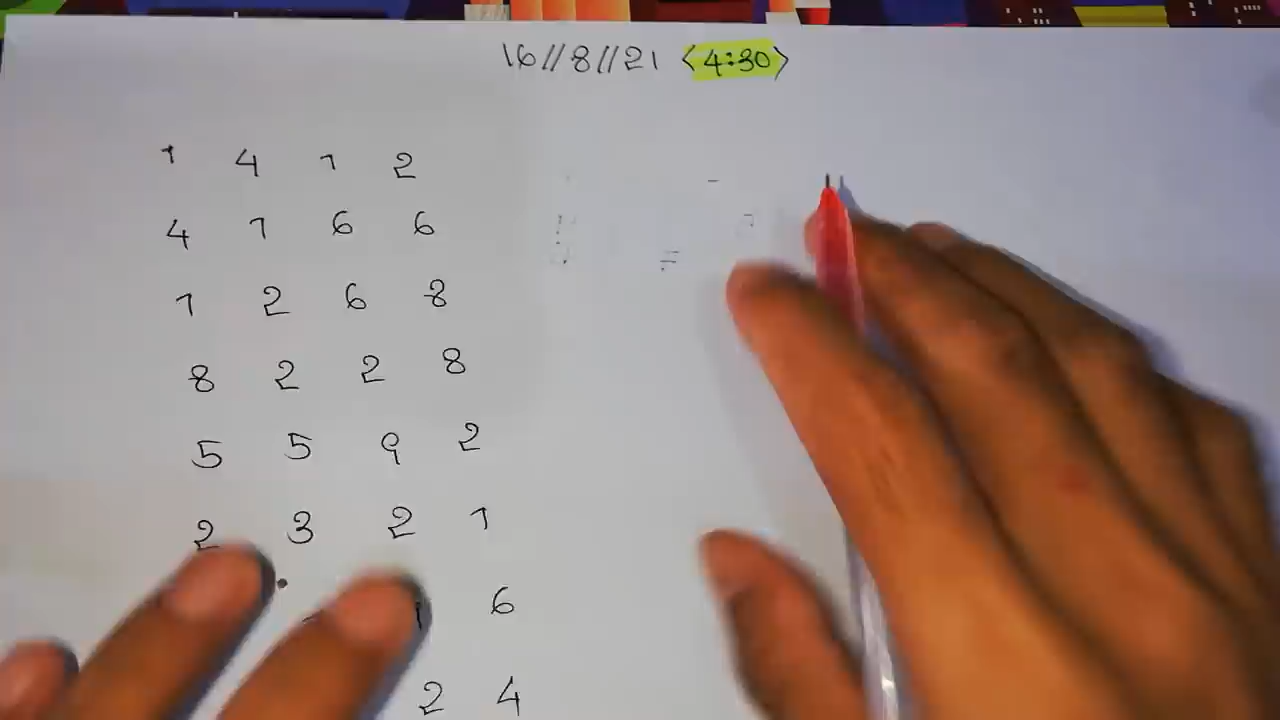 16//8//21 <4:30>
1 4 1 2
4 1 6 6
1 2 6 8
8 2 2 8
5 5 9 2
2 3 2 1
6
2 4